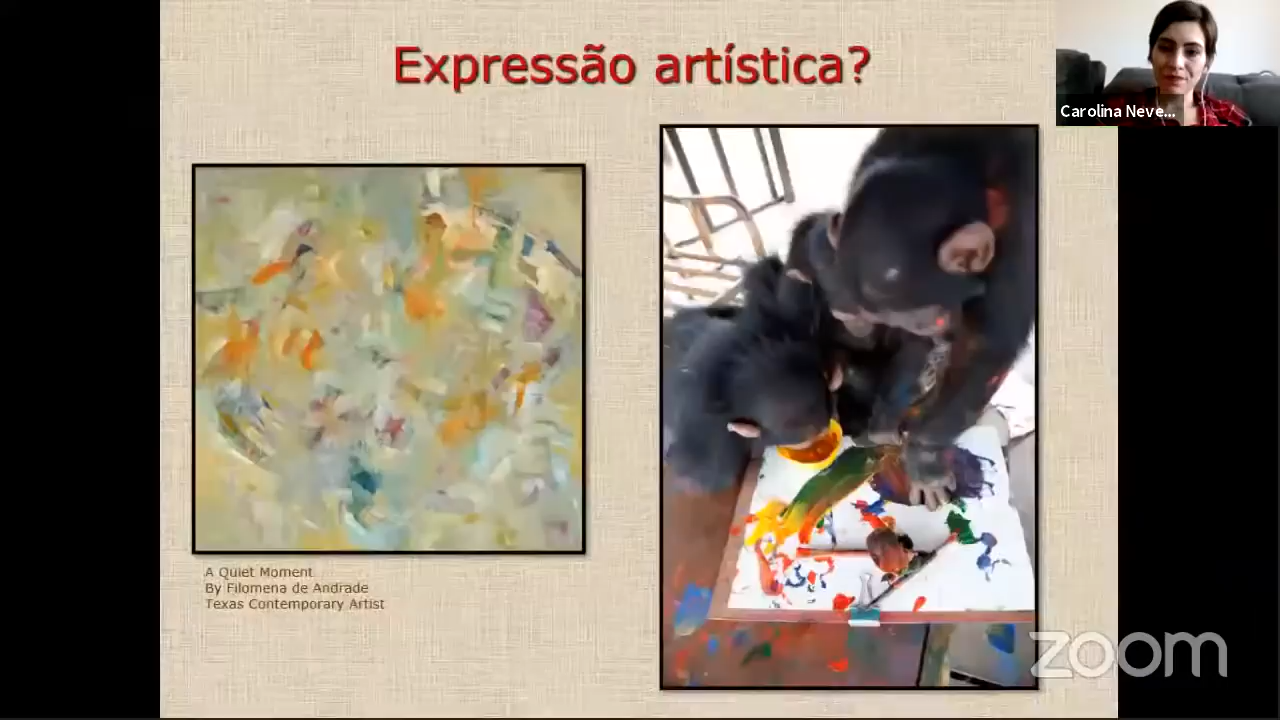 Expressão artística?
Carolina Neve...
A Quiet Moment
By Filomena de Andrade
Texas Contemporary Artist
zoom